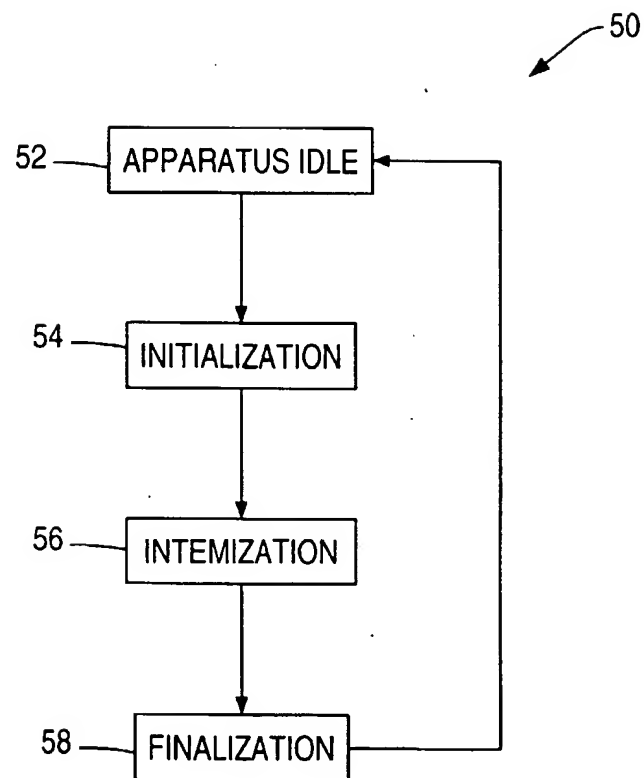 50
52
APPARATUS IDLE
54
INITIALIZATION
56
INTEMIZATION
58
FINALIZATION